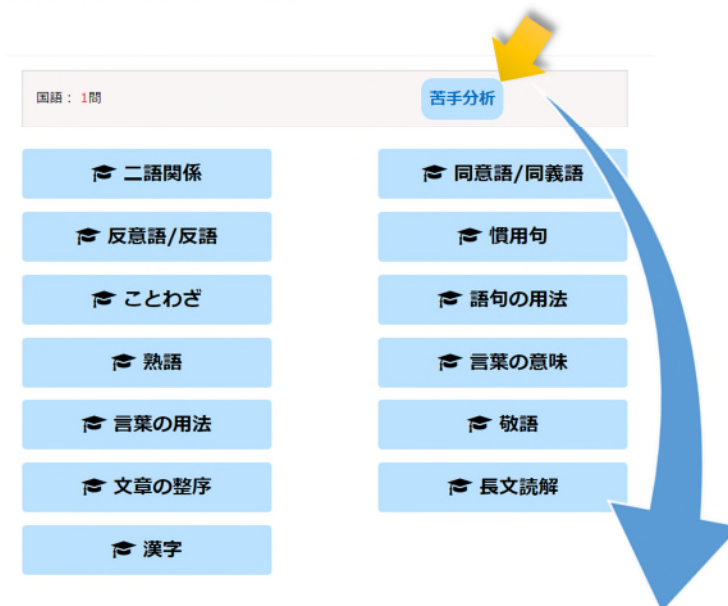 国語： 1問
苦手分析
二語関係
同意語/同義語
反意語/反語
慣用句
ことわざ
語句の用法
熟語
言葉の意味
言葉の用法
敬語
文章の整序
長文読解
漢字